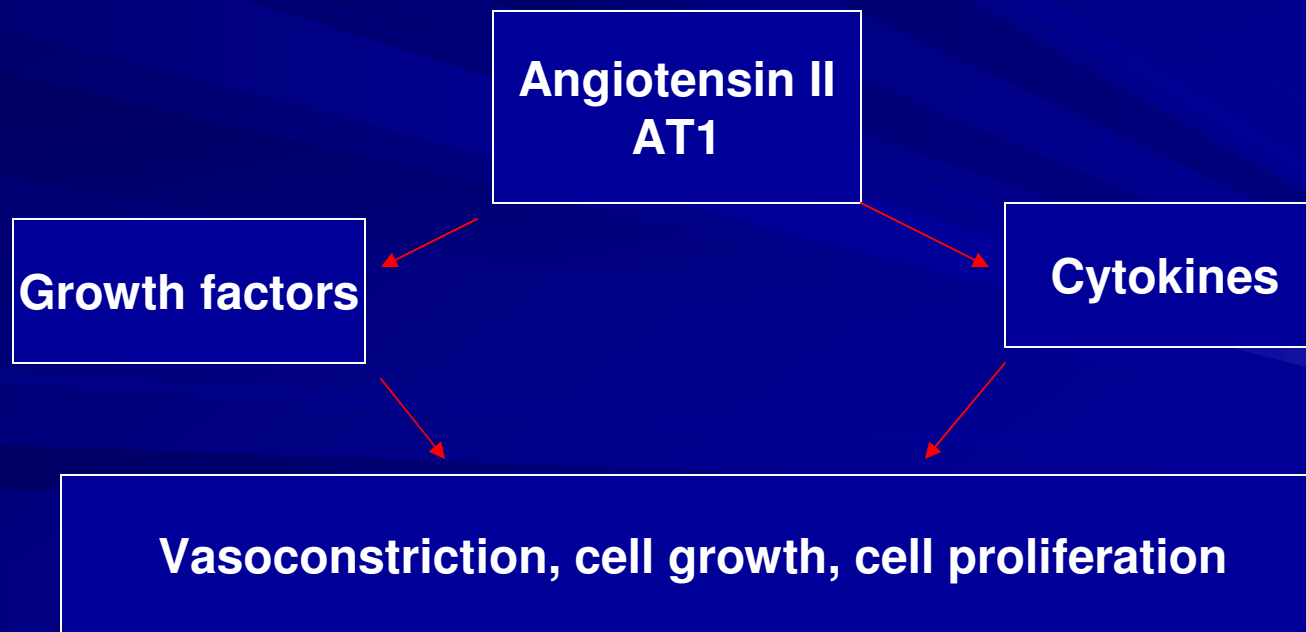 Angiotensin II
AT1
Growth factors
Cytokines
Vasoconstriction, cell growth, cell proliferation